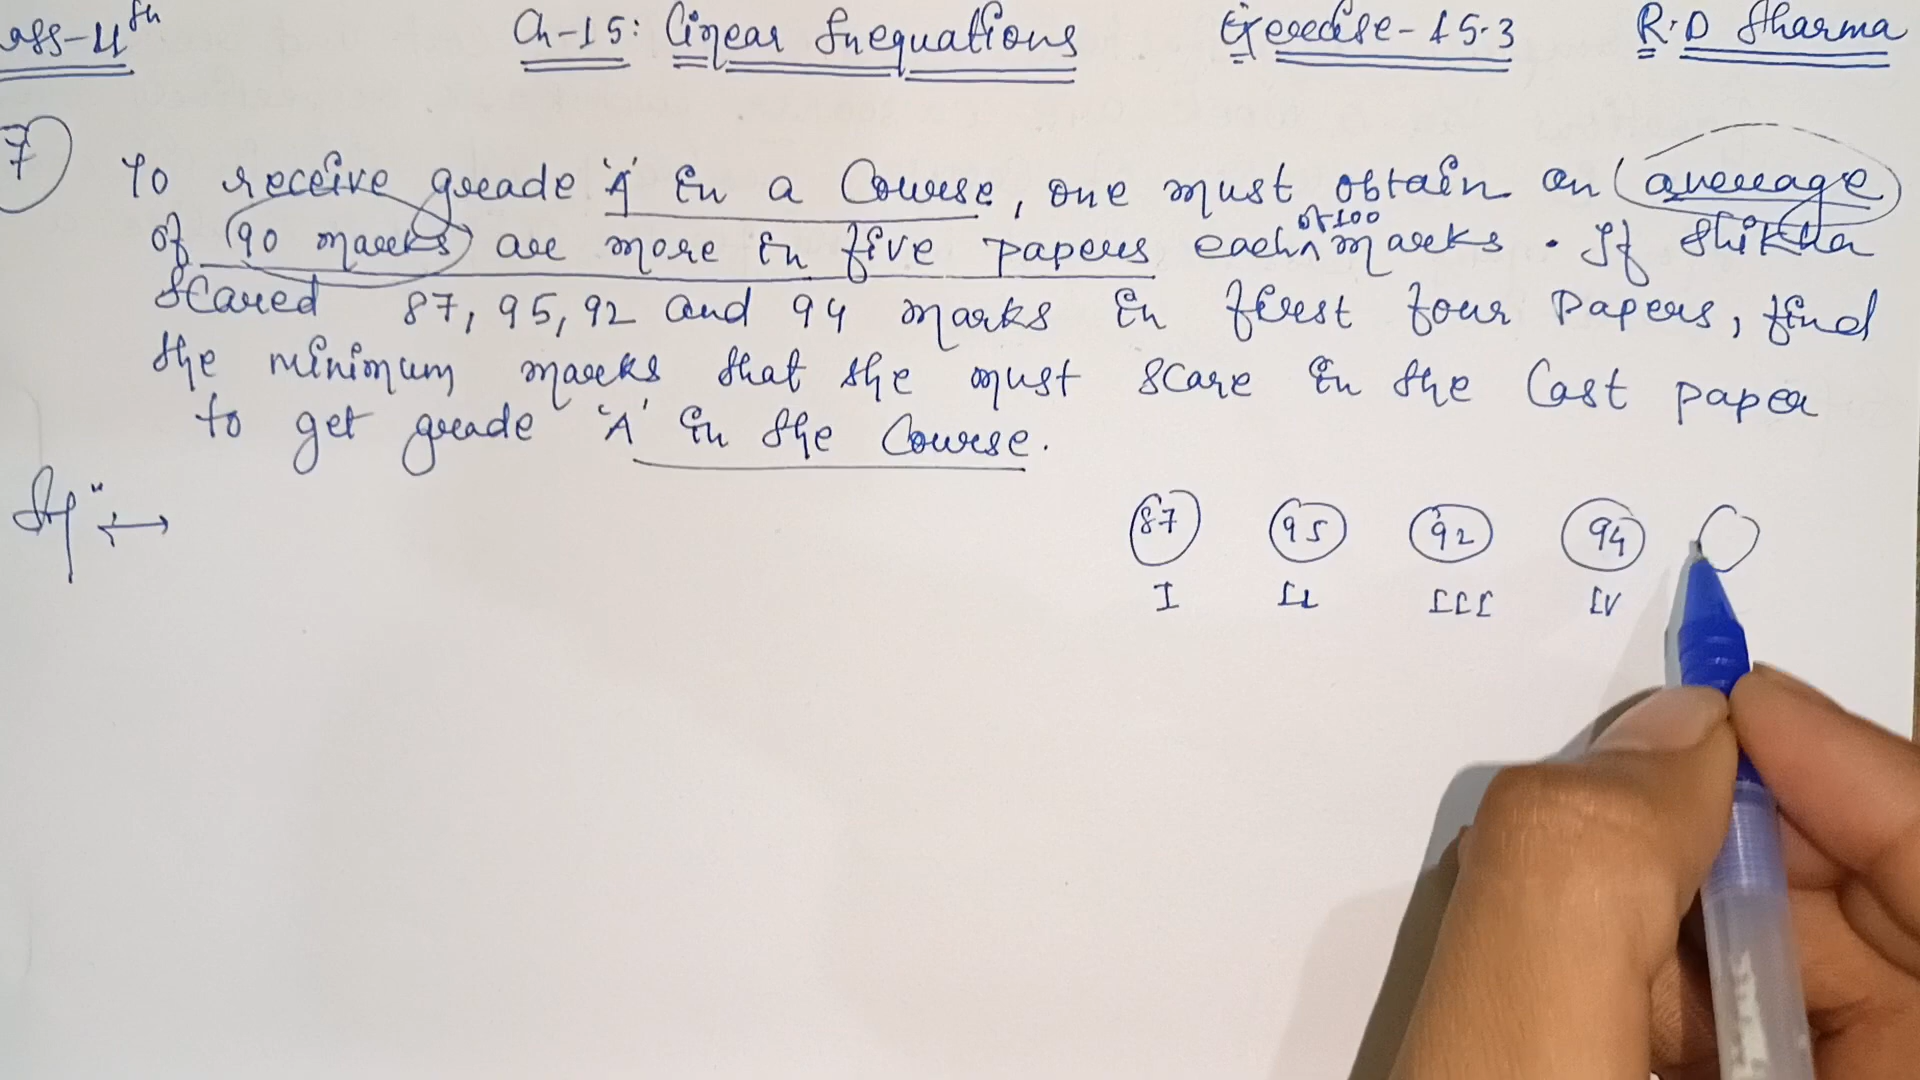 ass-11th Ch-15: Linear Inequations Exercise-15.3 R.D Sharma
7 To receive grade 'A' in a Course, one must obtain an average
of 90 marks are more in five papers each of 100 marks. If Shikha
Scared 87, 95, 92 and 94 marks in first four Papers, find
the minimum marks that she must scare in the last paper
to get grade 'A' in the Course.
87 95 92 94
I II III IV